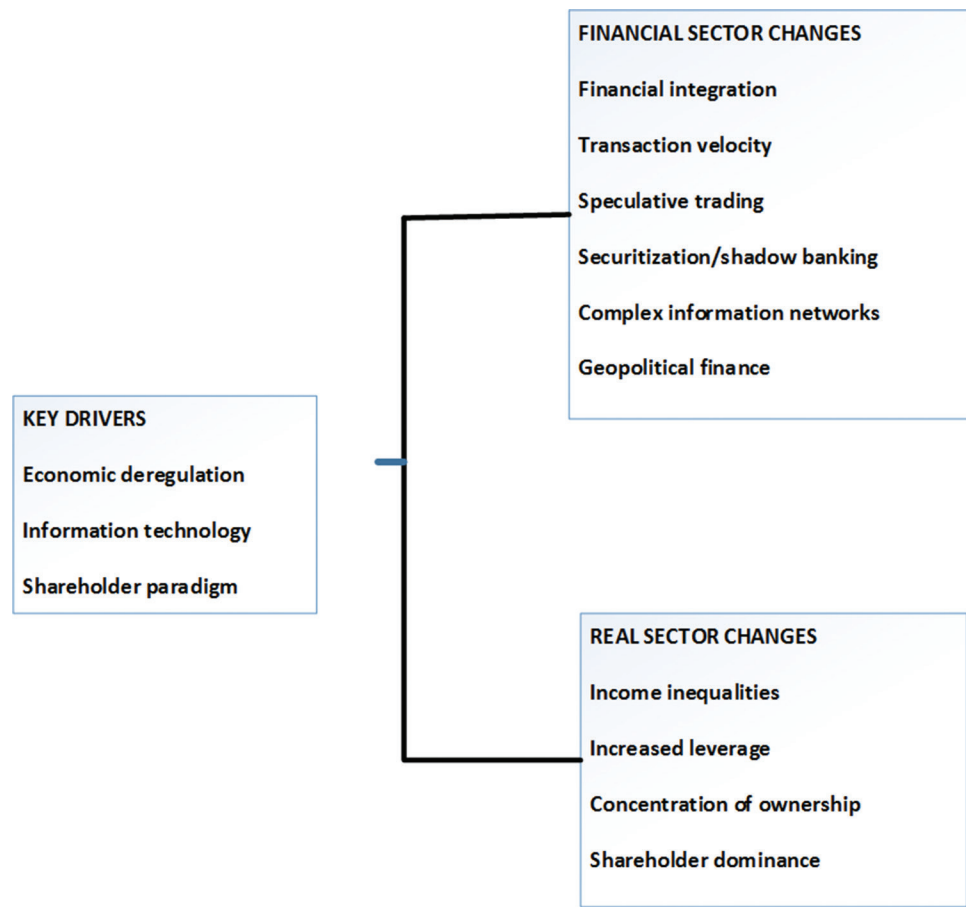 FINANCIAL SECTOR CHANGES
Financial integration
Transaction velocity
Speculative trading
Securitization/shadow banking
Complex information networks
Geopolitical finance
KEY DRIVERS
Economic deregulation
Information technology
Shareholder paradigm
REAL SECTOR CHANGES
Income inequalities
Increased leverage
Concentration of ownership
Shareholder dominance